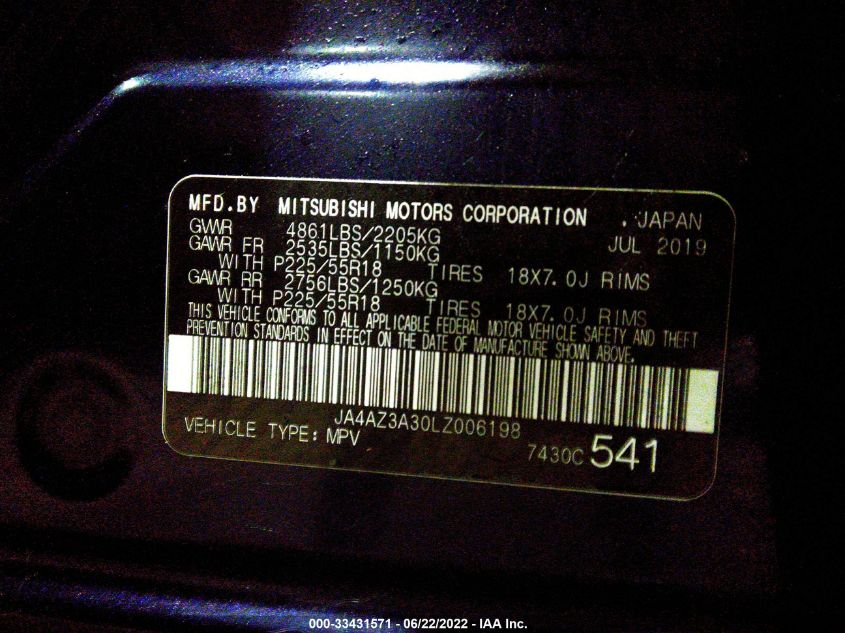 MFD.BY MITSUBISHI MOTORS CORPORATION . JAPAN
GVWR 4861LBS/2205KG JUL 2019
GAWR FR 2535LBS/1150KG
WITH P225/55R18 TIRES 18X7.0J RIMS
GAWR RR 2756LBS/1250KG
WITH P225/55R18 TIRES 18X7.0J RIMS
THIS VEHICLE CONFORMS TO ALL APPLICABLE FEDERAL MOTOR VEHICLE SAFETY AND THEFT
PREVENTION STANDARDS IN EFFECT ON THE DATE OF MANUFACTURE SHOWN ABOVE.
JA4AZ3A30LZ006198
VEHICLE TYPE: MPV 7430C 541
000-33431571 - 06/22/2022 - IAA Inc.